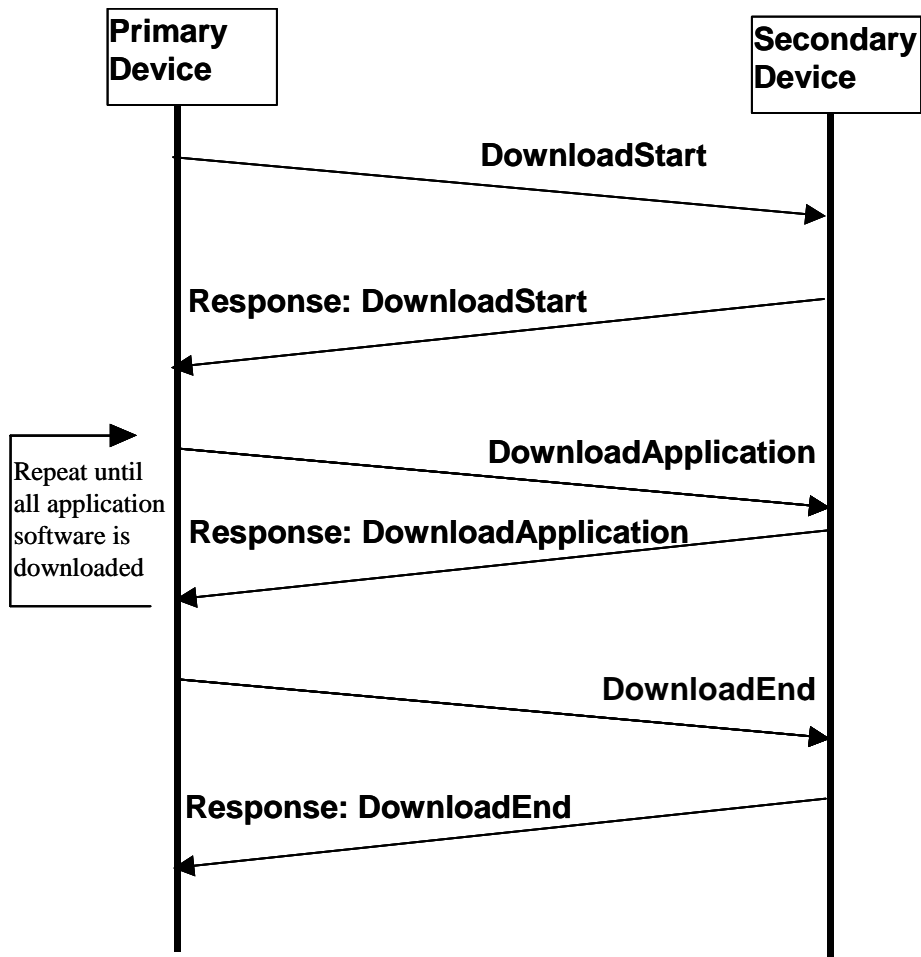 Primary
Device
Secondary
Device
DownloadStart
Response: DownloadStart
DownloadApplication
Repeat until
all application
software is
downloaded
Response: DownloadApplication
DownloadEnd
Response: DownloadEnd